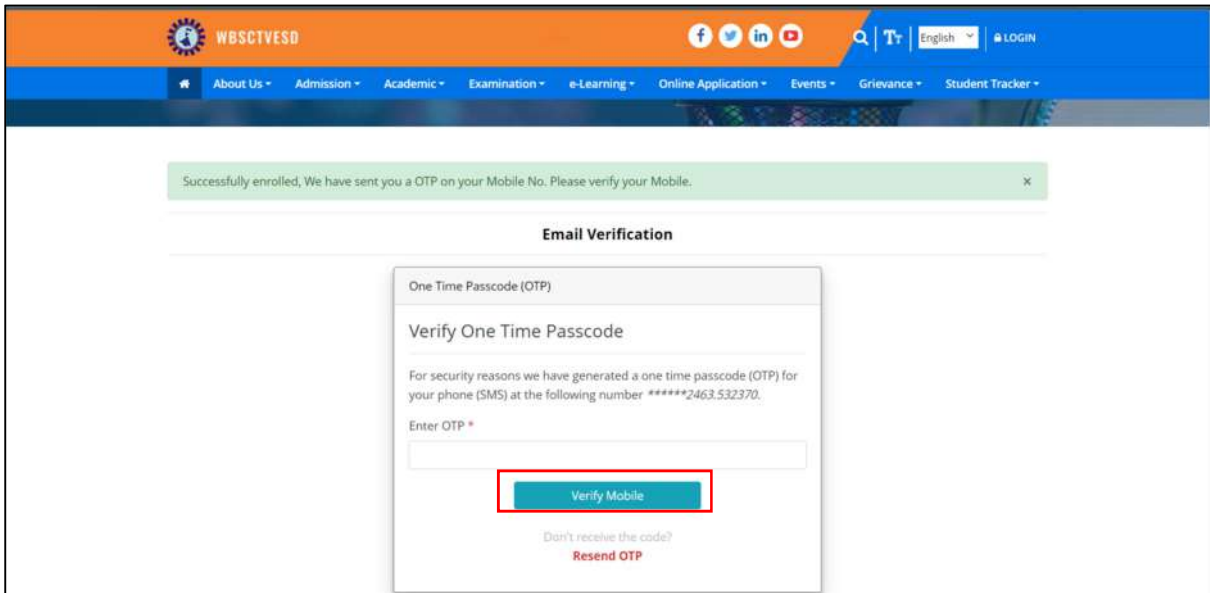 WBSCTVESD
Tт English LOGIN
About Us Admission Academic Examination e-Learning Online Application Events Grievance Student Tracker
Successfully enrolled, We have sent you a OTP on your Mobile No. Please verify your Mobile. ×
Email Verification
One Time Passcode (OTP)
Verify One Time Passcode
For security reasons we have generated a one time passcode (OTP) for
your phone (SMS) at the following number ******2463.532370.
Enter OTP *
Verify Mobile
Don't receive the code?
Resend OTP